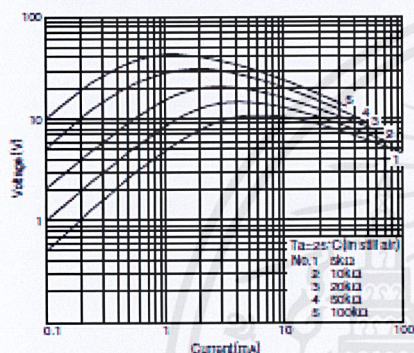 100
10
1
0.1
1
10
100
Voltage[V]
Current[mA]
5
4
3
2
1
Ta=25°C(in still air)
No.1 5kΩ
2 10kΩ
3 20kΩ
4 50kΩ
5 100kΩ